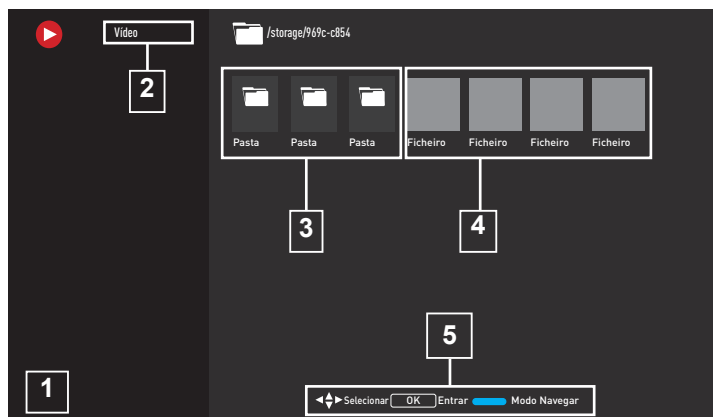 Vídeo
/storage/969c-c854
2
Pasta Pasta Pasta Ficheiro Ficheiro Ficheiro Ficheiro
3 4
5
1
Selecionar OK Entrar Modo Navegar